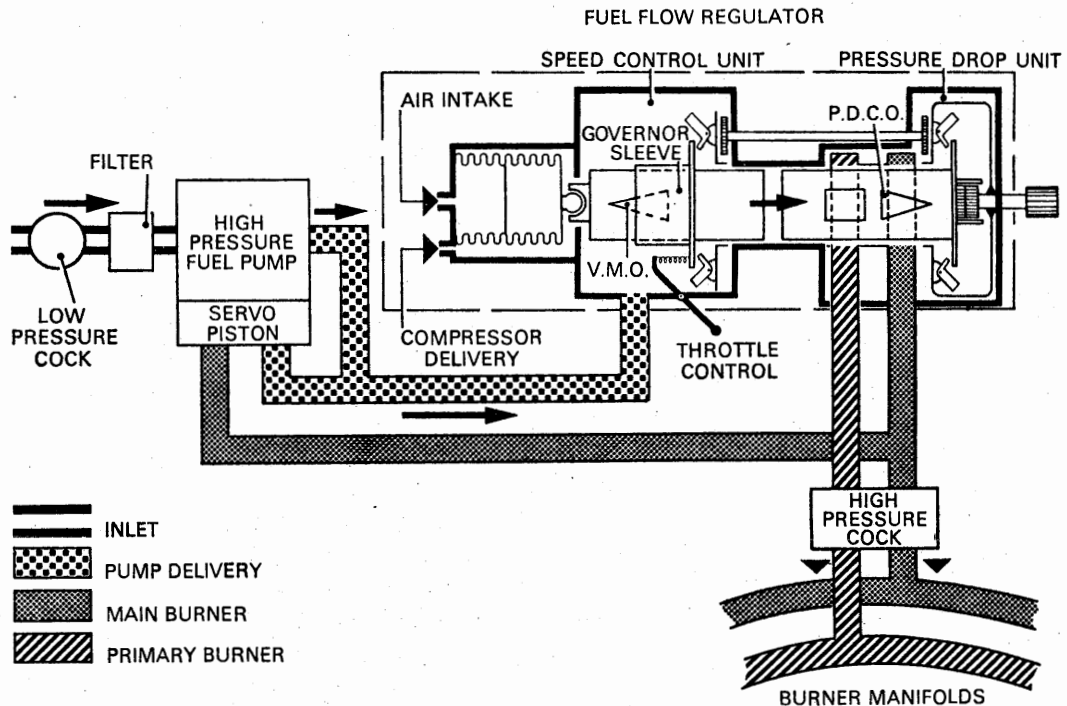 FUEL FLOW REGULATOR
SPEED CONTROL UNIT
PRESSURE DROP UNIT
AIR INTAKE
P.D.C.O.
GOVERNOR
SLEEVE
FILTER
HIGH
PRESSURE
FUEL PUMP
V.M.O.
SERVO
PISTON
LOW
PRESSURE
COCK
COMPRESSOR
DELIVERY
THROTTLE
CONTROL
HIGH
PRESSURE
COCK
INLET
PUMP DELIVERY
MAIN BURNER
PRIMARY BURNER
BURNER MANIFOLDS